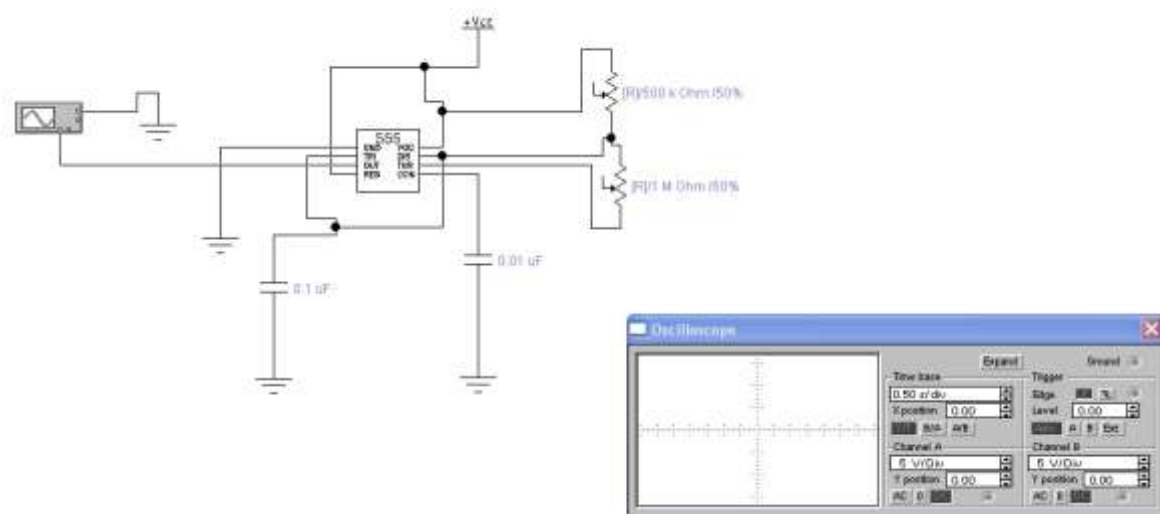 +Vcc
[R]/500 k Ohm /50%
555
GND VCC
TRI DIS
OUT THR
RES CON
[R]/1 M Ohm /50%
0.01 uF
0.1 uF
Oscilloscope
Expand
Ground
Time base
Trigger
0.50 s/div
Edge
X position 0.00
Level 0.00
Y/T B/A A/B
Auto A B Ext
Channel A
Channel B
5 V/Div
5 V/Div
Y position 0.00
Y position 0.00
AC 0 DC
AC 0 DC